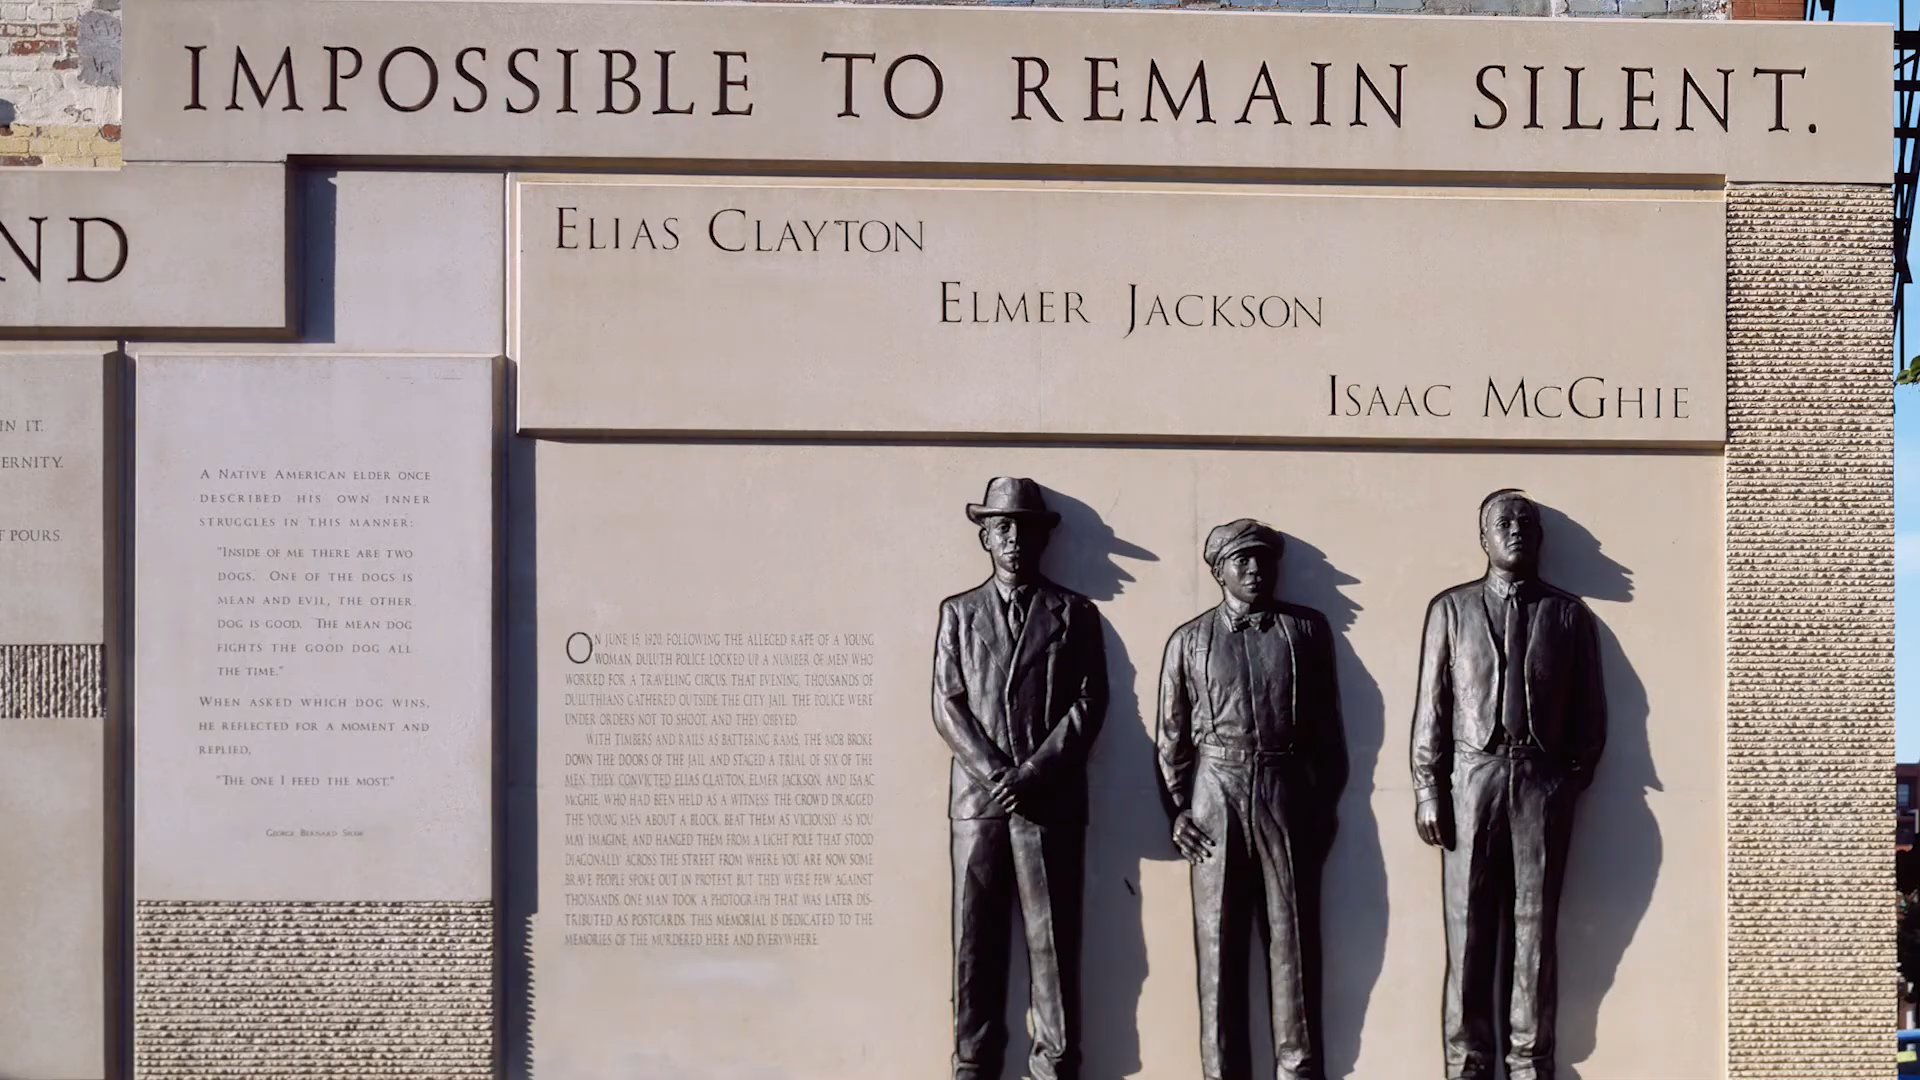 IMPOSSIBLE TO REMAIN SILENT.
ND
ELIAS CLAYTON
ELMER JACKSON
ISAAC MCGHIE
IN IT.
ERNITY.
POURS.
A NATIVE AMERICAN ELDER ONCE
DESCRIBED HIS OWN INNER
STRUGGLES IN THIS MANNER:
"INSIDE OF ME THERE ARE TWO
DOGS. ONE OF THE DOGS IS
MEAN AND EVIL, THE OTHER
DOG IS GOOD. THE MEAN DOG
FIGHTS THE GOOD DOG ALL
THE TIME."
WHEN ASKED WHICH DOG WINS,
HE REFLECTED FOR A MOMENT AND
REPLIED,
"THE ONE I FEED THE MOST."
GEORGE BERNARD SHAW
ON JUNE 15, 1920, FOLLOWING THE ALLEGED RAPE OF A YOUNG
WOMAN, DULUTH POLICE LOCKED UP A NUMBER OF MEN WHO
WORKED FOR A TRAVELING CIRCUS. THAT EVENING, THOUSANDS OF
DULUTHIANS GATHERED OUTSIDE THE CITY JAIL. THE POLICE WERE
UNDER ORDERS NOT TO SHOOT, AND THEY OBEYED.
WITH TIMBERS AND RAILS AS BATTERING RAMS, THE MOB BROKE
DOWN THE DOORS OF THE JAIL AND STAGED A TRIAL OF SIX OF THE
MEN. THEY CONVICTED ELIAS CLAYTON, ELMER JACKSON, AND ISAAC
MCGHIE, WHO HAD BEEN HELD AS A WITNESS. THE CROWD DRAGGED
THE YOUNG MEN ABOUT A BLOCK, BEAT THEM AS VICIOUSLY AS YOU
MAY IMAGINE, AND HANGED THEM FROM A LIGHT POLE THAT STOOD
DIAGONALLY ACROSS THE STREET FROM WHERE YOU ARE NOW. SOME
BRAVE PEOPLE SPOKE OUT IN PROTEST, BUT THEY WERE FEW AGAINST
THOUSANDS. ONE MAN TOOK A PHOTOGRAPH THAT WAS LATER DIS-
TRIBUTED AS POSTCARDS. THIS MEMORIAL IS DEDICATED TO THE
MEMORIES OF THE MURDERED HERE AND EVERYWHERE.